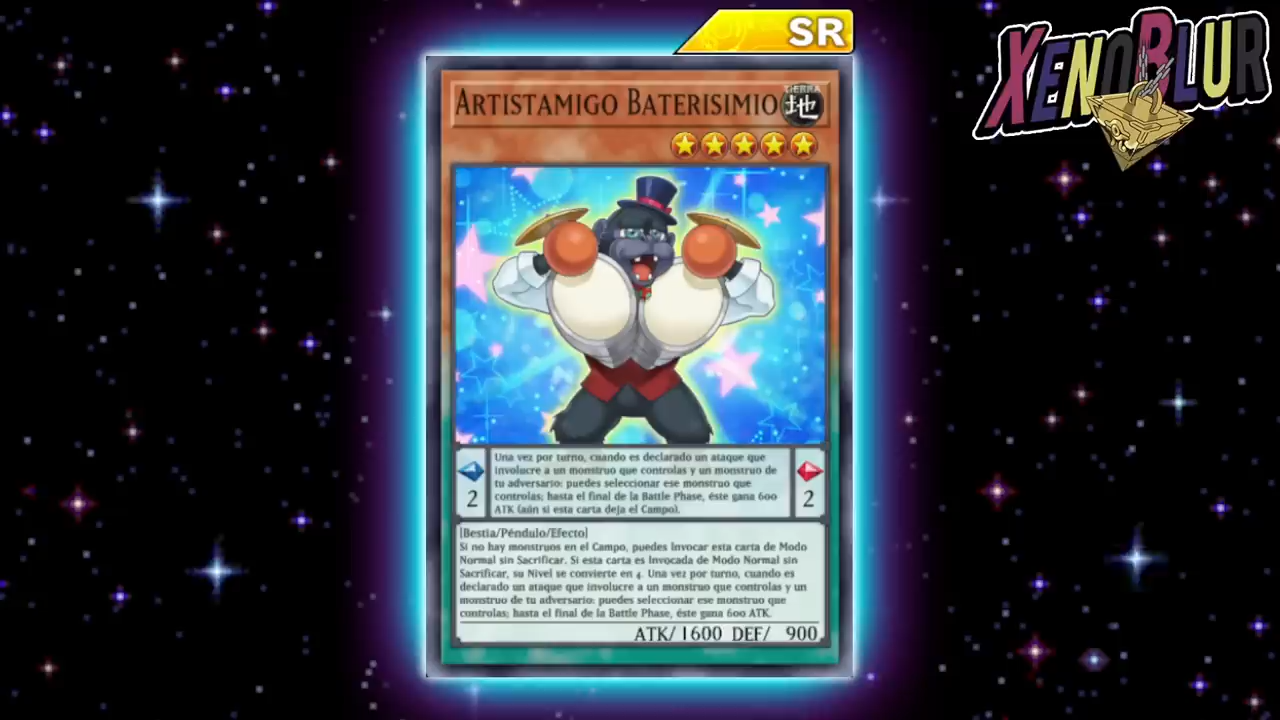 SR
XENOBLUR
ARTISTAMIGO BATERISIMIO
TIERRA
地
Una vez por turno, cuando es declarado un ataque que
involucre a un monstruo que controlas y un monstruo de
tu adversario: puedes seleccionar ese monstruo que
controlas; hasta el final de la Battle Phase, éste gana 600
ATK (aún si esta carta deja el Campo).
2
2
[Bestia/Péndulo/Efecto]
Si no hay monstruos en el Campo, puedes Invocar esta carta de Modo
Normal sin Sacrificar. Si esta carta es Invocada de Modo Normal sin
Sacrificar, su Nivel se convierte en 4. Una vez por turno, cuando es
declarado un ataque que involucre a un monstruo que controlas y un
monstruo de tu adversario: puedes seleccionar ese monstruo que
controlas; hasta el final de la Battle Phase, éste gana 600 ATK.
ATK/ 1600 DEF/ 900